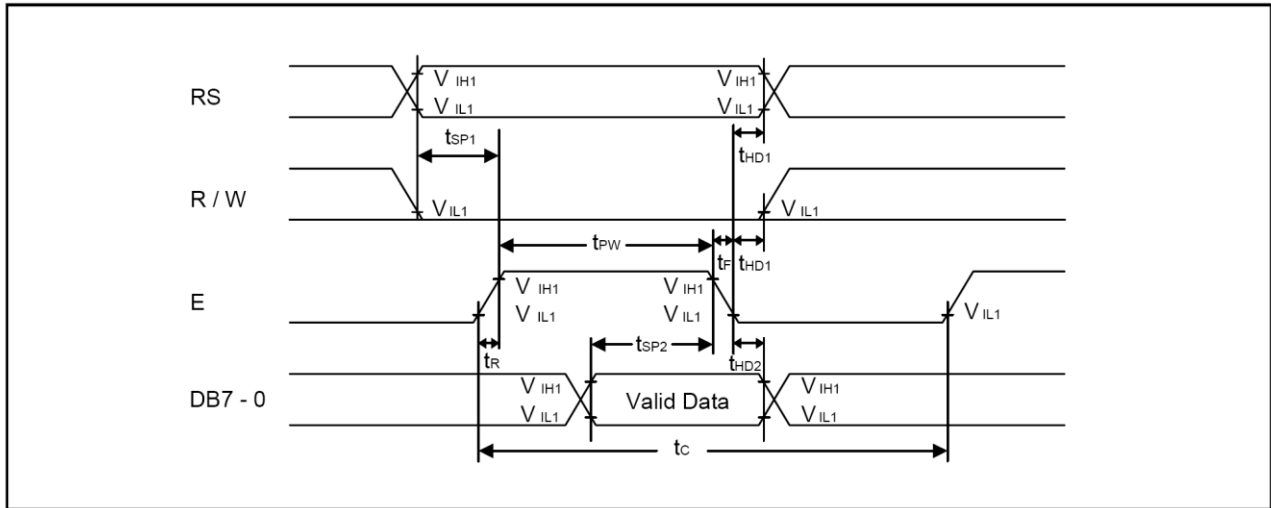 RS
V IH1
V IL1
V IH1
V IL1
tSP1
tHD1
R / W
V IL1
V IL1
tPW
tF
tHD1
E
V IH1
V IL1
V IH1
V IL1
V IL1
tR
tSP2
tHD2
DB7 - 0
V IH1
V IL1
Valid Data
V IH1
V IL1
tC